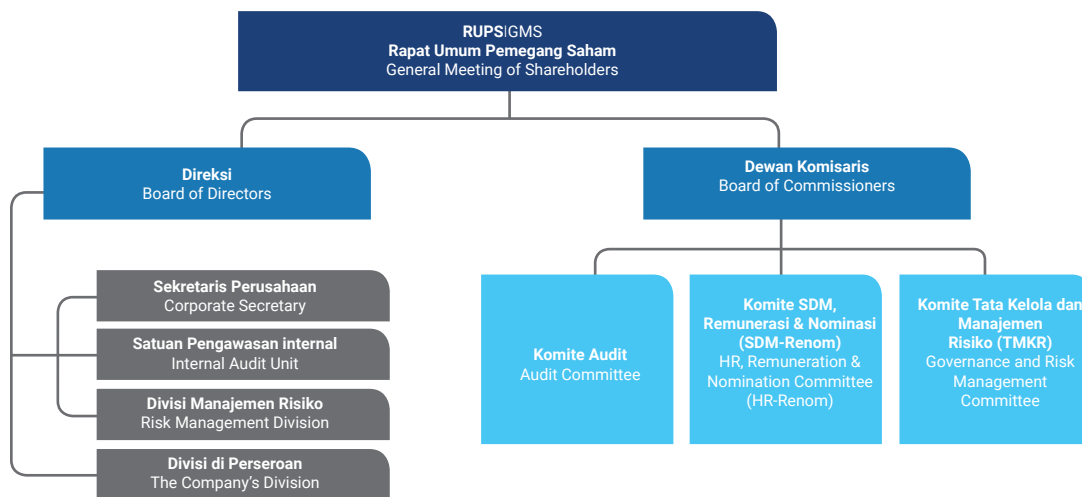 RUPS|GMS
Rapat Umum Pemegang Saham
General Meeting of Shareholders
Direksi
Board of Directors
Dewan Komisaris
Board of Commissioners
Sekretaris Perusahaan
Corporate Secretary
Satuan Pengawasan internal
Internal Audit Unit
Divisi Manajemen Risiko
Risk Management Division
Divisi di Perseroan
The Company's Division
Komite Audit
Audit Committee
Komite SDM,
Remunerasi & Nominasi
(SDM-Renom)
HR, Remuneration &
Nomination Committee
(HR-Renom)
Komite Tata Kelola dan
Manajemen
Risiko (TMKR)
Governance and Risk
Management
Committee